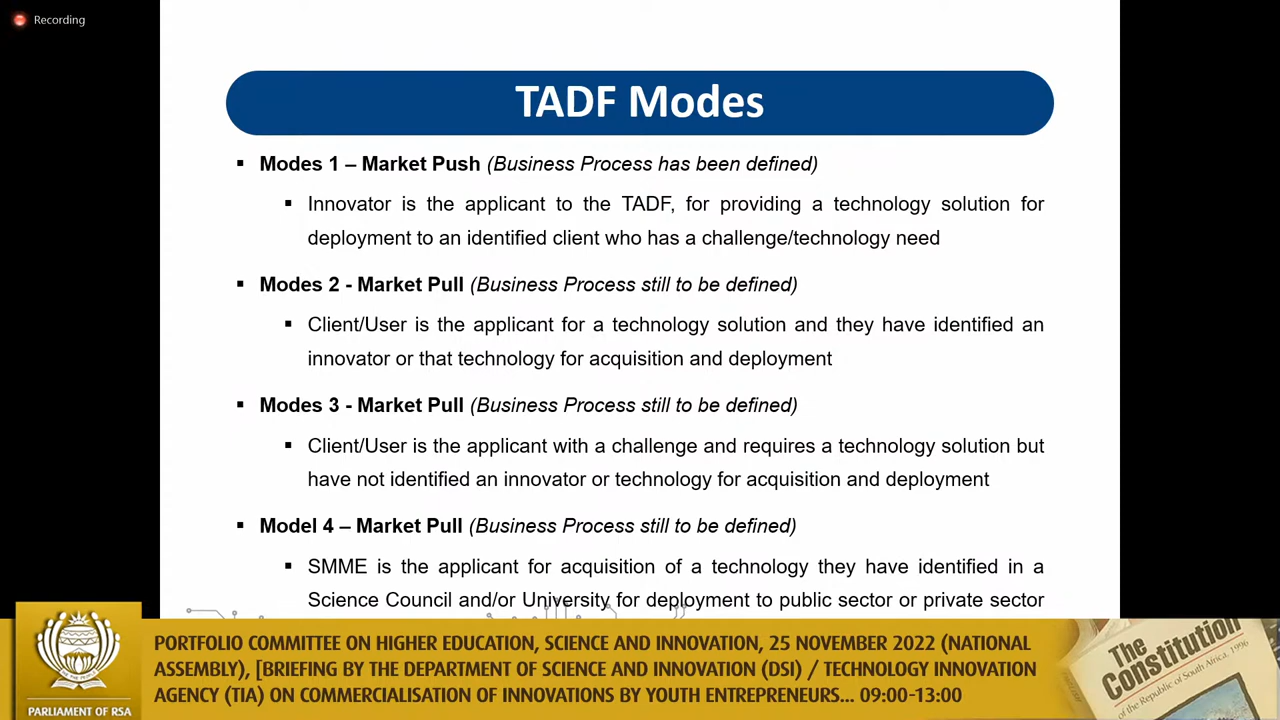 Recording
TADF Modes
▪ Modes 1 – Market Push (Business Process has been defined)
▪ Innovator is the applicant to the TADF, for providing a technology solution for
deployment to an identified client who has a challenge/technology need
▪ Modes 2 - Market Pull (Business Process still to be defined)
▪ Client/User is the applicant for a technology solution and they have identified an
innovator or that technology for acquisition and deployment
▪ Modes 3 - Market Pull (Business Process still to be defined)
▪ Client/User is the applicant with a challenge and requires a technology solution but
have not identified an innovator or technology for acquisition and deployment
▪ Model 4 – Market Pull (Business Process still to be defined)
▪ SMME is the applicant for acquisition of a technology they have identified in a
Science Council and/or University for deployment to public sector or private sector
PORTFOLIO COMMITTEE ON HIGHER EDUCATION, SCIENCE AND INNOVATION, 25 NOVEMBER 2022 (NATIONAL
ASSEMBLY), [BRIEFING BY THE DEPARTMENT OF SCIENCE AND INNOVATION (DSI) / TECHNOLOGY INNOVATION
AGENCY (TIA) ON COMMERCIALISATION OF INNOVATIONS BY YOUTH ENTREPRENEURS... 09:00-13:00
PARLIAMENT OF RSA
The
Constitution
of the Republic of South Africa, 1996